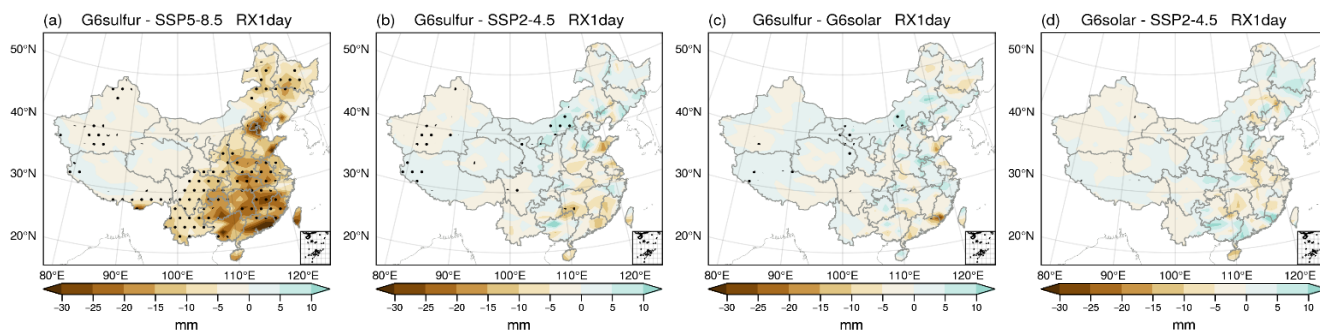 (a) G6sulfur - SSP5-8.5 RX1day
(b) G6sulfur - SSP2-4.5 RX1day
(c) G6sulfur - G6solar RX1day
(d) G6solar - SSP2-4.5 RX1day
50°N
40°N
30°N
20°N
80°E 90°E 100°E 110°E 120°E
50°N
40°N
30°N
20°N
80°E 90°E 100°E 110°E 120°E
50°N
40°N
30°N
20°N
80°E 90°E 100°E 110°E 120°E
50°N
40°N
30°N
20°N
80°E 90°E 100°E 110°E
−30 −25 −20 −15 −10 −5 0 5 10
mm
−30 −25 −20 −15 −10 −5 0 5 10
mm
−30 −25 −20 −15 −10 −5 0 5 10
mm
−30 −25 −20 −15 −10 −5 0 5 10
mm